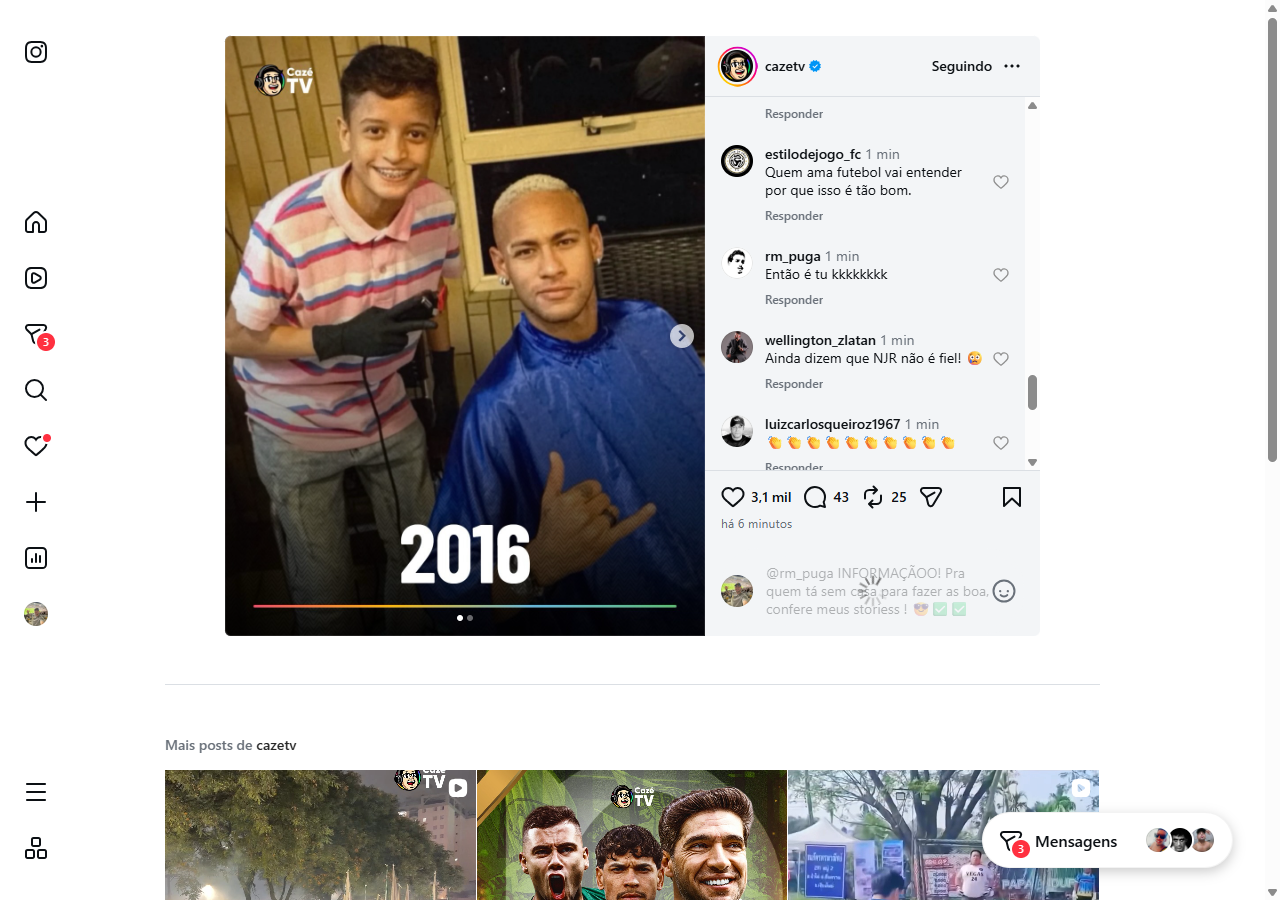 Cazé
TV
2016
cazetv
Seguindo
Responder
estilodejogo_fc 1 min
Quem ama futebol vai entender
por que isso é tão bom.
Responder
rm_puga 1 min
Então é tu kkkkkkkk
Responder
wellington_zlatan 1 min
Ainda dizem que NJR não é fiel! 🤪
Responder
luizcarlosqueiroz1967 1 min
👏👏👏👏👏👏👏👏👏👏
Responder
3,1 mil 43 25
há 6 minutos
@rm_puga INFORMAÇÃOO! Pra
quem tá sem casa para fazer as boa,
confere meus storiess ! 😎 ✅ ✅
3
Mais posts de cazetv
Cazé
TV
Cazé
TV
VEGAS
24
3
Mensagens